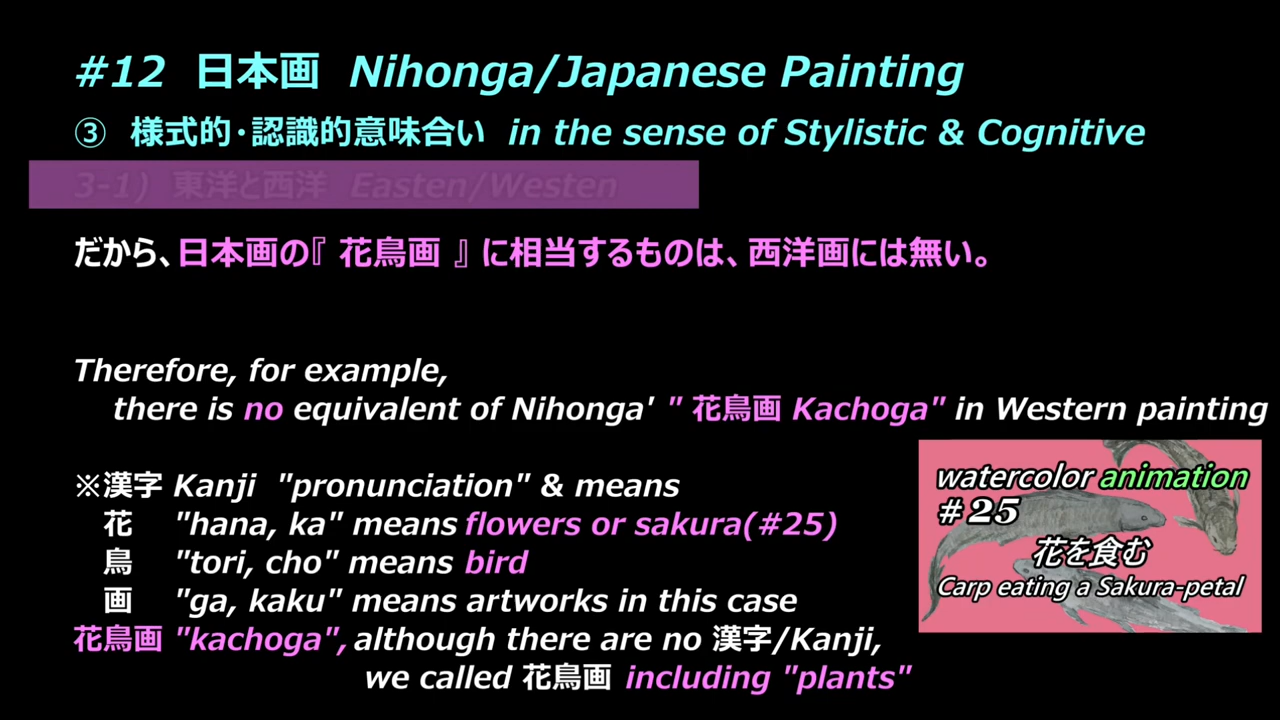 #12 日本画 Nihonga/Japanese Painting
③ 様式的・認識的意味合い in the sense of Stylistic & Cognitive
3-1) 東洋と西洋 Easten/Westen
だから、日本画の『 花鳥画 』に相当するものは、西洋画には無い。
Therefore, for example,
there is no equivalent of Nihonga' " 花鳥画 Kachoga" in Western painting
※漢字 Kanji "pronunciation" & means
花 "hana, ka" means flowers or sakura(#25)
鳥 "tori, cho" means bird
画 "ga, kaku" means artworks in this case
花鳥画 "kachoga", although there are no 漢字/Kanji,
we called 花鳥画 including "plants"
watercolor animation
#25
花を食む
Carp eating a Sakura-petal